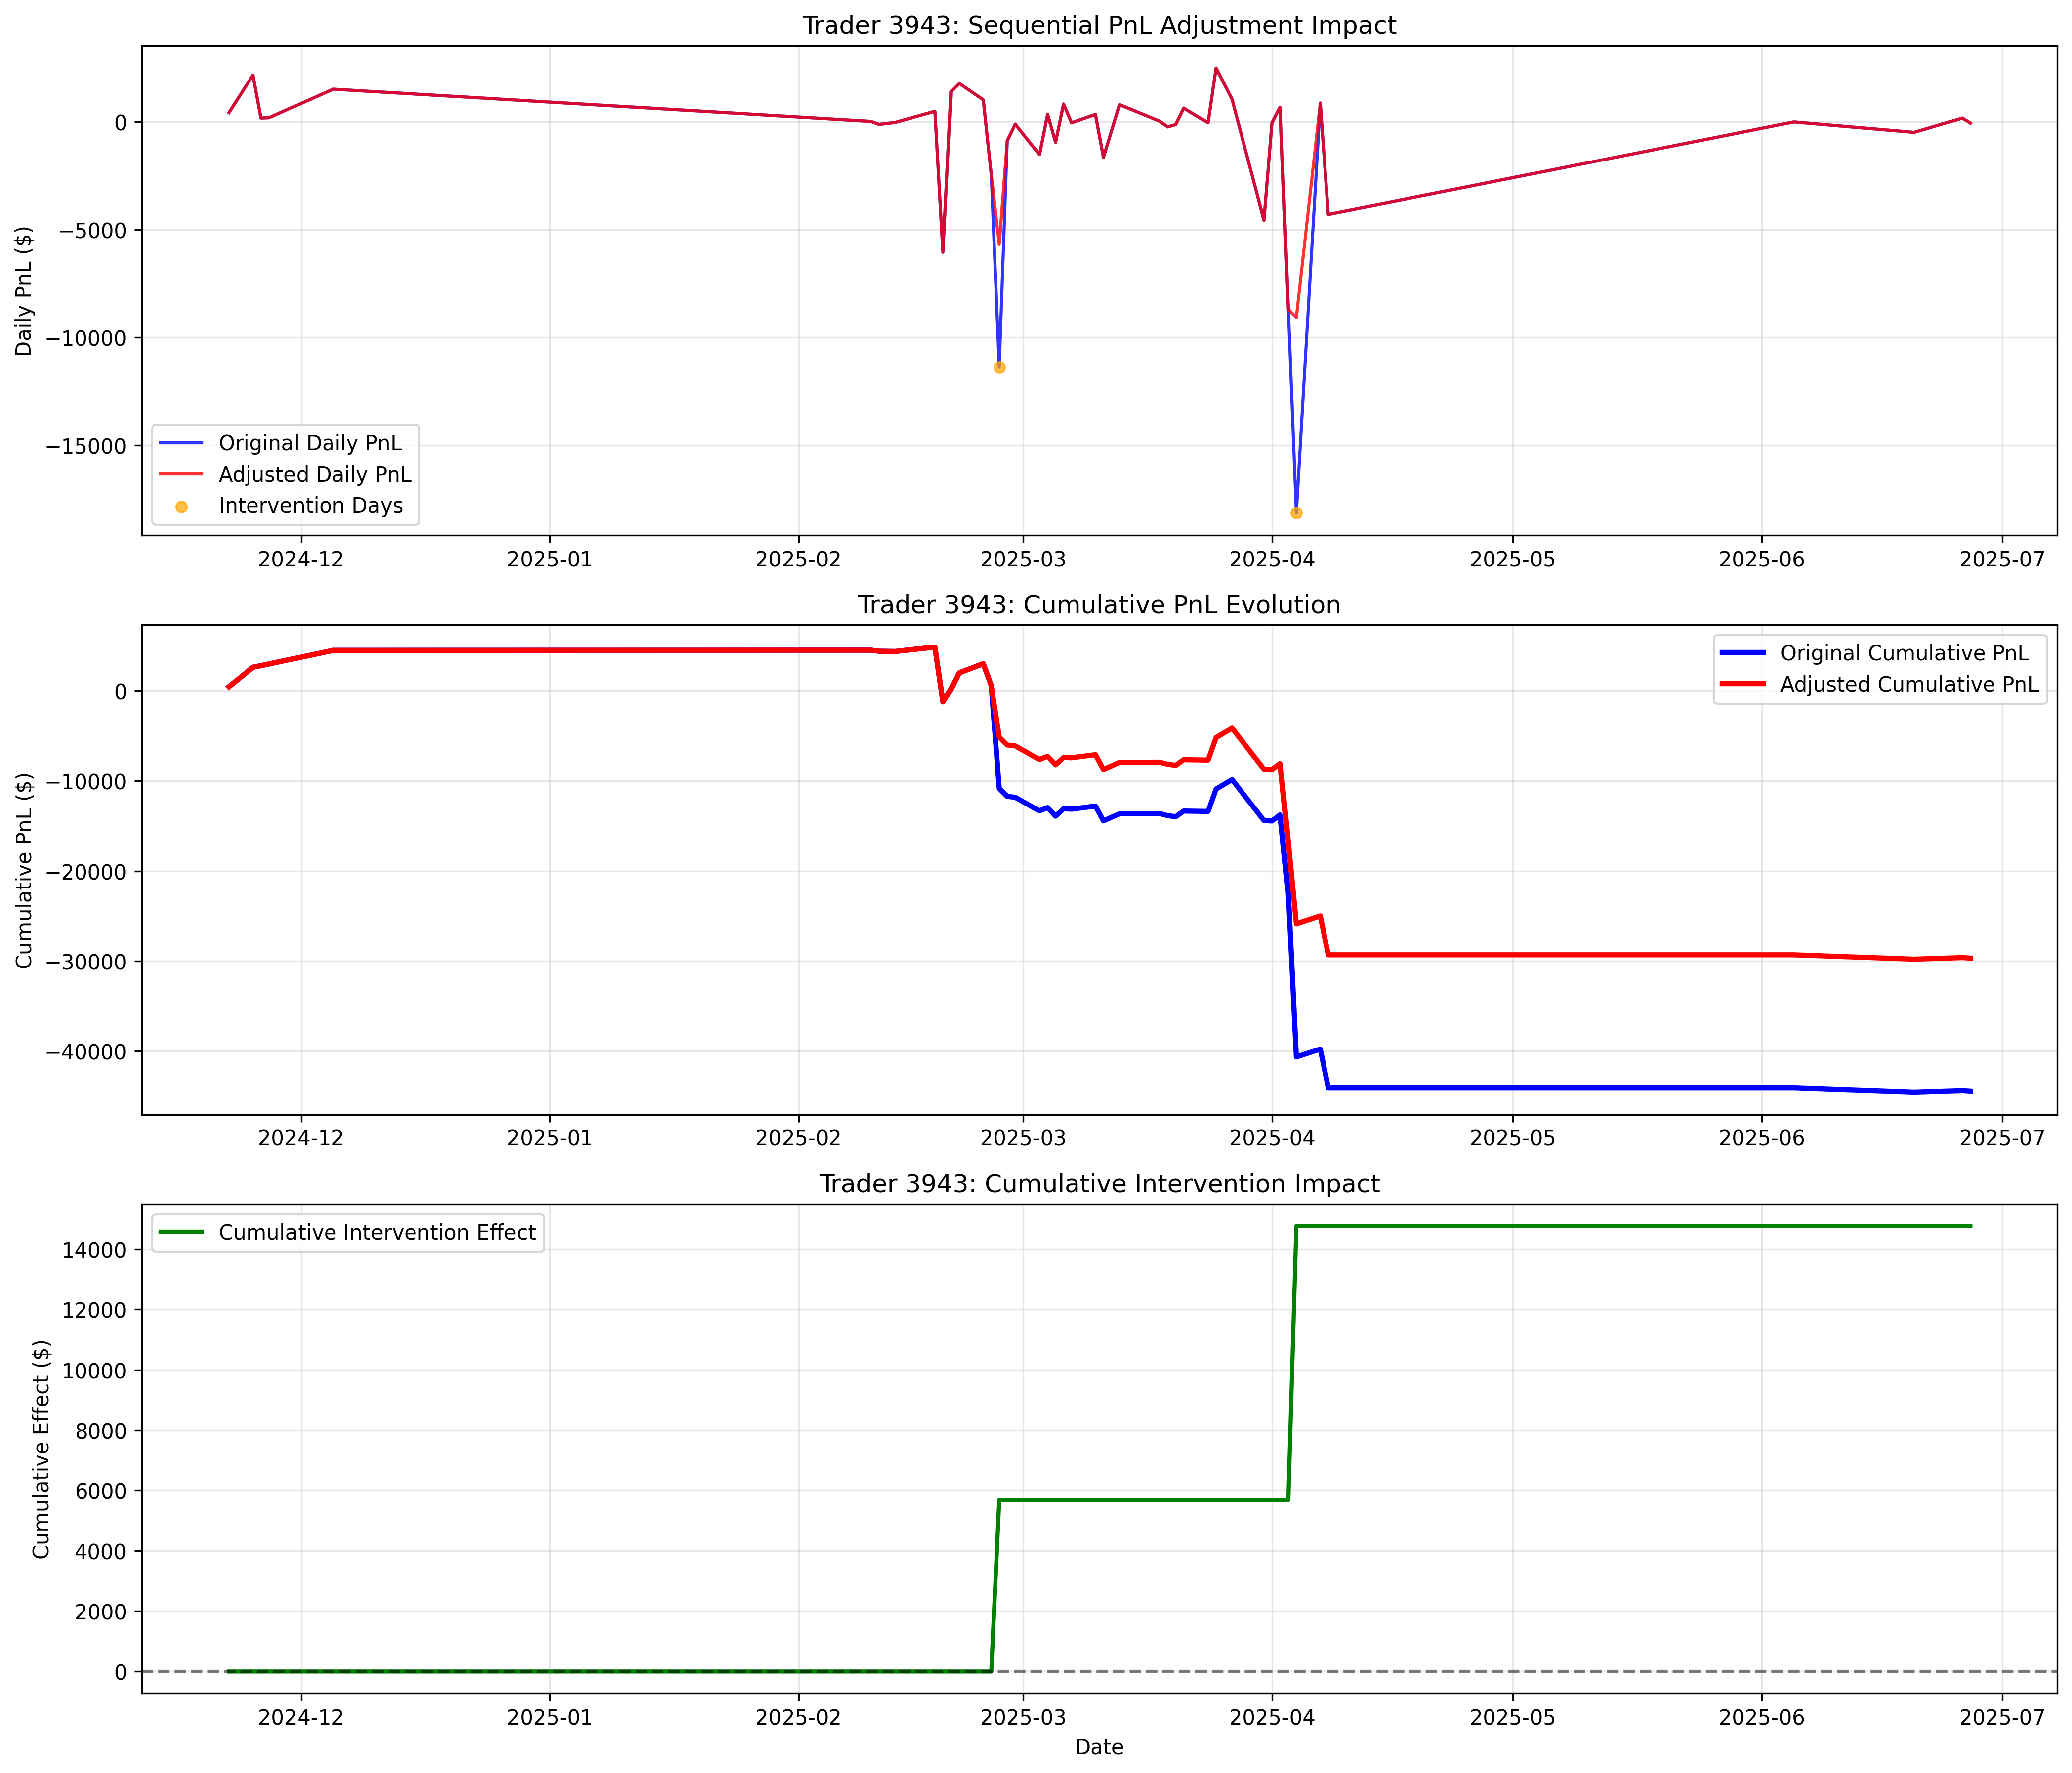 Trader 3943: Sequential PnL Adjustment Impact
Daily PnL ($)
0
−5000
−10000
−15000
Original Daily PnL
Adjusted Daily PnL
Intervention Days
2024-12 2025-01 2025-02 2025-03 2025-04 2025-05 2025-06 2025-07
Trader 3943: Cumulative PnL Evolution
Cumulative PnL ($)
0
−10000
−20000
−30000
−40000
Original Cumulative PnL
Adjusted Cumulative PnL
2024-12 2025-01 2025-02 2025-03 2025-04 2025-05 2025-06 2025-07
Trader 3943: Cumulative Intervention Impact
Cumulative Effect ($)
14000
12000
10000
8000
6000
4000
2000
0
Cumulative Intervention Effect
2024-12 2025-01 2025-02 2025-03 2025-04 2025-05 2025-06 2025-07
Date